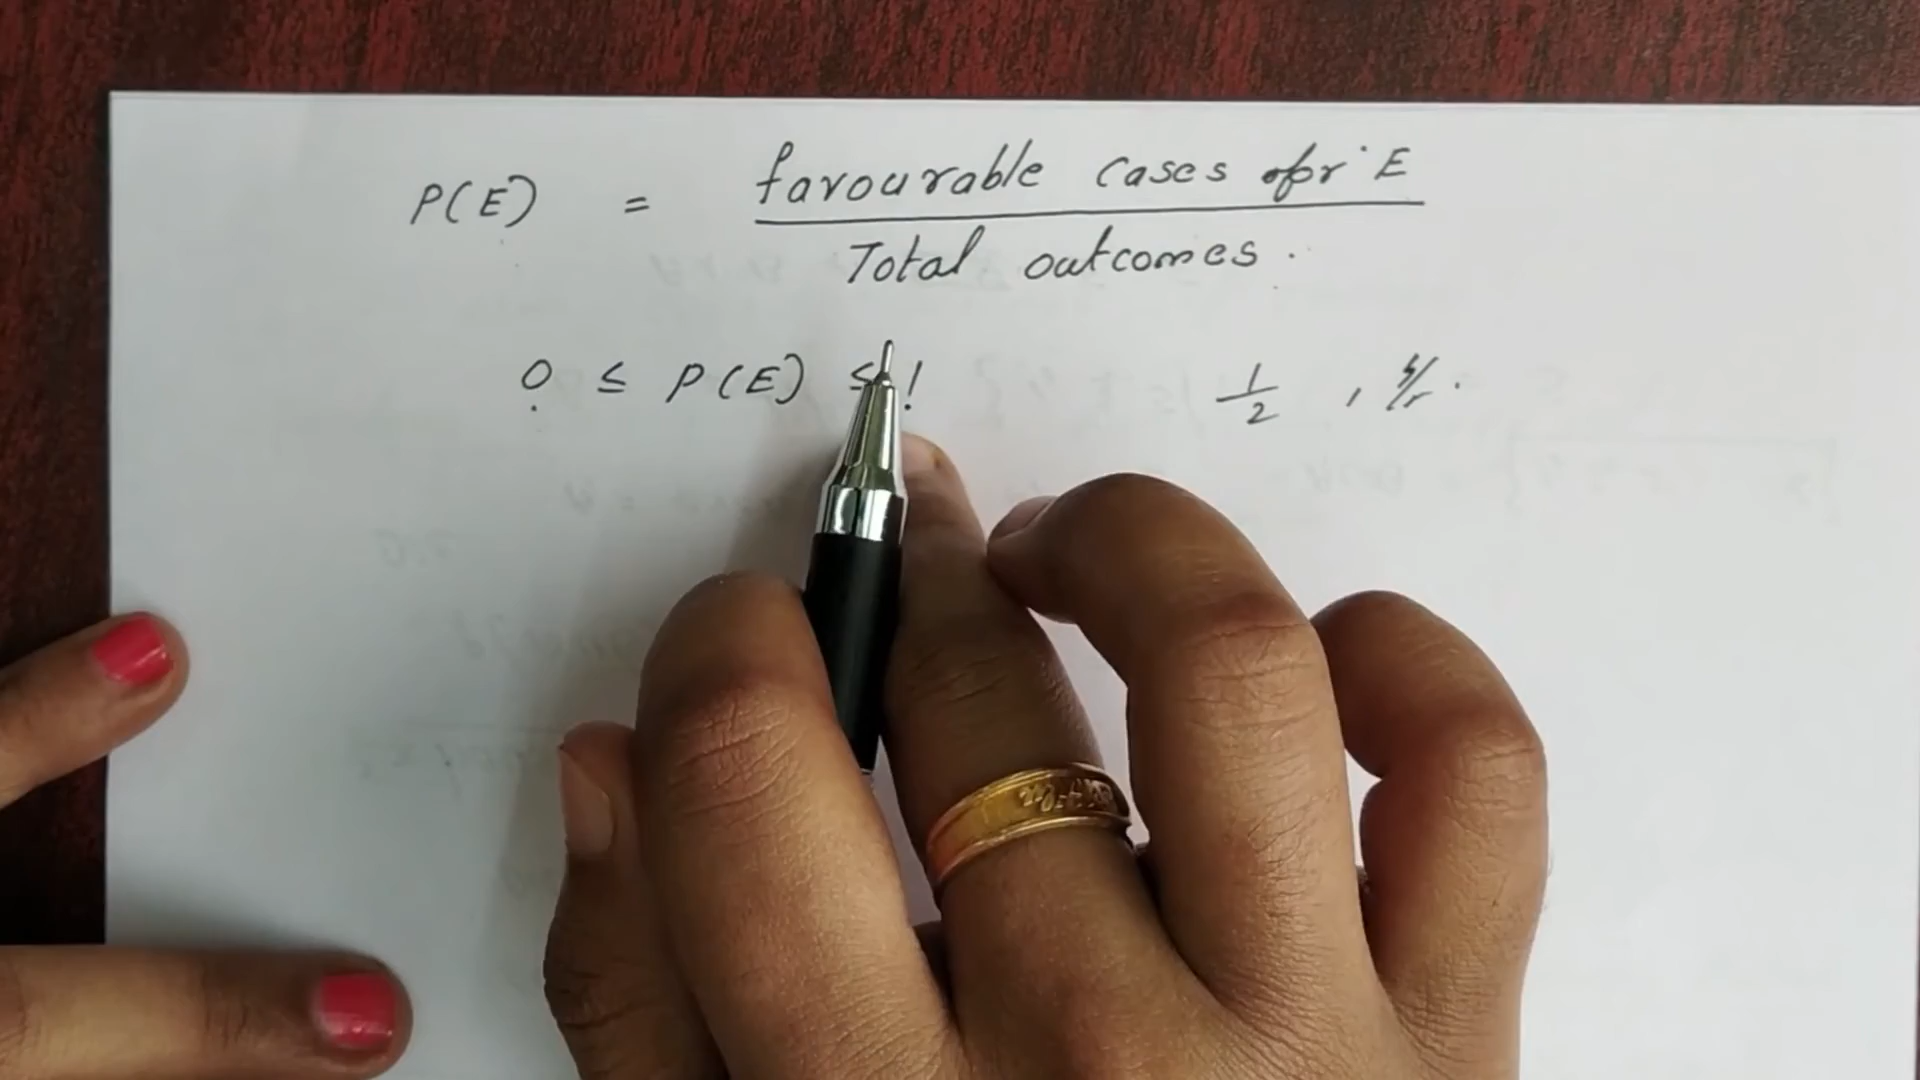 P(E) = favourable cases for E
Total outcomes.
0 ≤ P(E) ≤ 1 1/2 ,